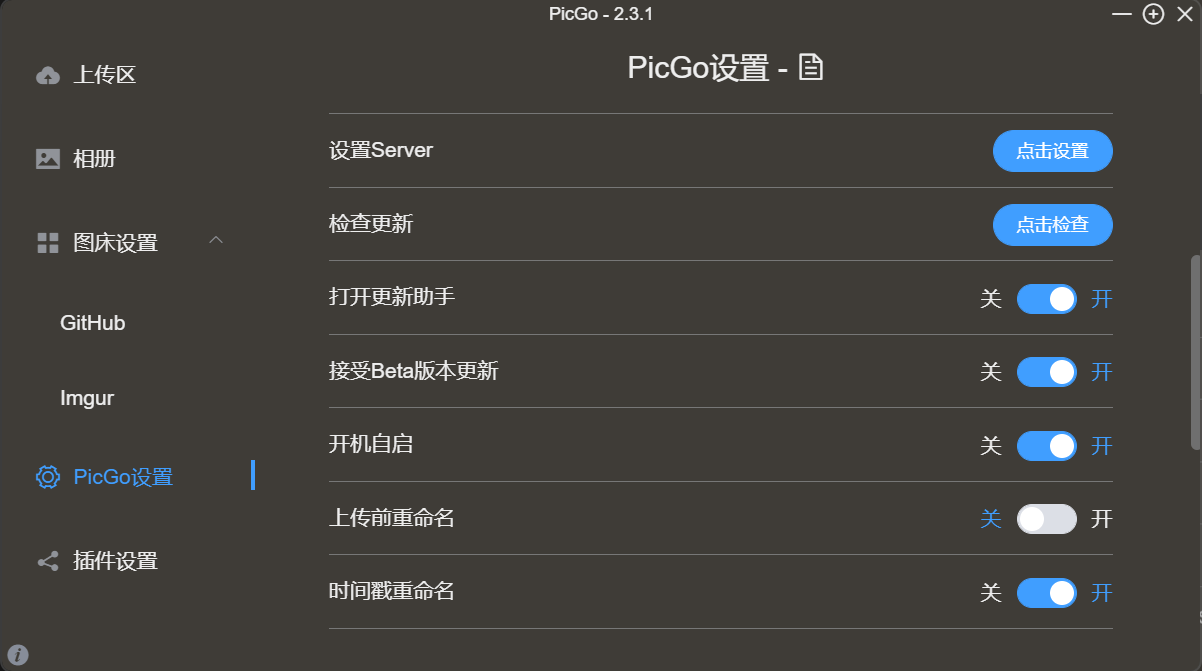 PicGo - 2.3.1
上传区
相册
图床设置
GitHub
Imgur
PicGo设置
插件设置
PicGo设置 -
设置Server 点击设置
检查更新 点击检查
打开更新助手 关 开
接受Beta版本更新 关 开
开机自启 关 开
上传前重命名 关 开
时间戳重命名 关 开